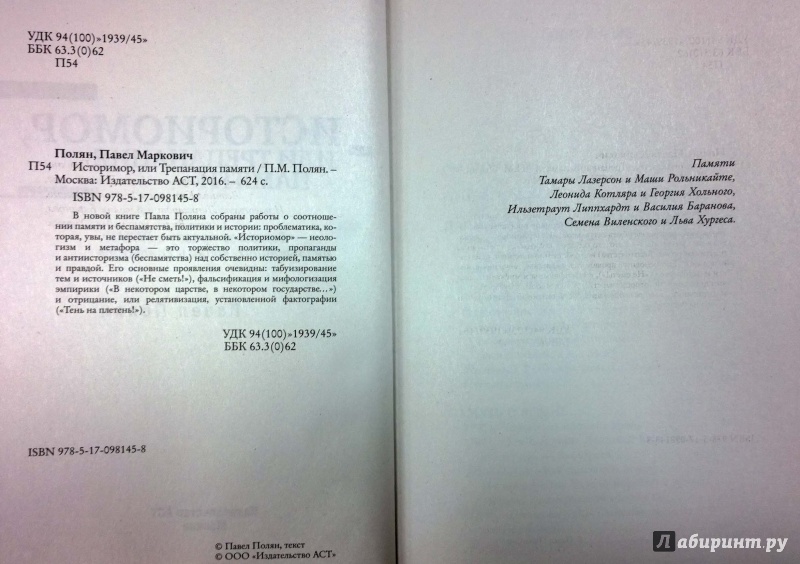 УДК 94(100)»1939/45»
ББК 63.3(0)62
П54
Полян, Павел Маркович
П54 Историмор, или Трепанация памяти / П.М. Полян. –
Москва: Издательство АСТ, 2016. – 624 с.
ISBN 978-5-17-098145-8
В новой книге Павла Поляна собраны работы о соотноше-
нии памяти и беспамятства, политики и истории: проблематика, ко-
торая, увы, не перестает быть актуальной. «Историмор» — неоло-
гизм и метафора — это торжество политики, пропаганды
и антиисторизма (беспамятства) над собственно историей, памятью
и правдой. Его основные проявления очевидны: табуизирование
тем и источников («Не сметь!»), фальсификация и мифологизация
эмпирики («В некотором царстве, в некотором государстве...»)
и отрицание, или релятивизация, установленной фактографии
(«Тень на плетень!»).
УДК 94(100)»1939/45»
ББК 63.3(0)62
ISBN 978-5-17-098145-8
© Павел Полян, текст
© ООО «Издательство АСТ»
Памяти
Тамары Лазерсон и Маши Рольникайте,
Леонида Котляра и Георгия Хольного,
Ильзетраут Липпхардт и Василия Баранова,
Семена Виленского и Льва Хургеса.
Лабиринт.ру